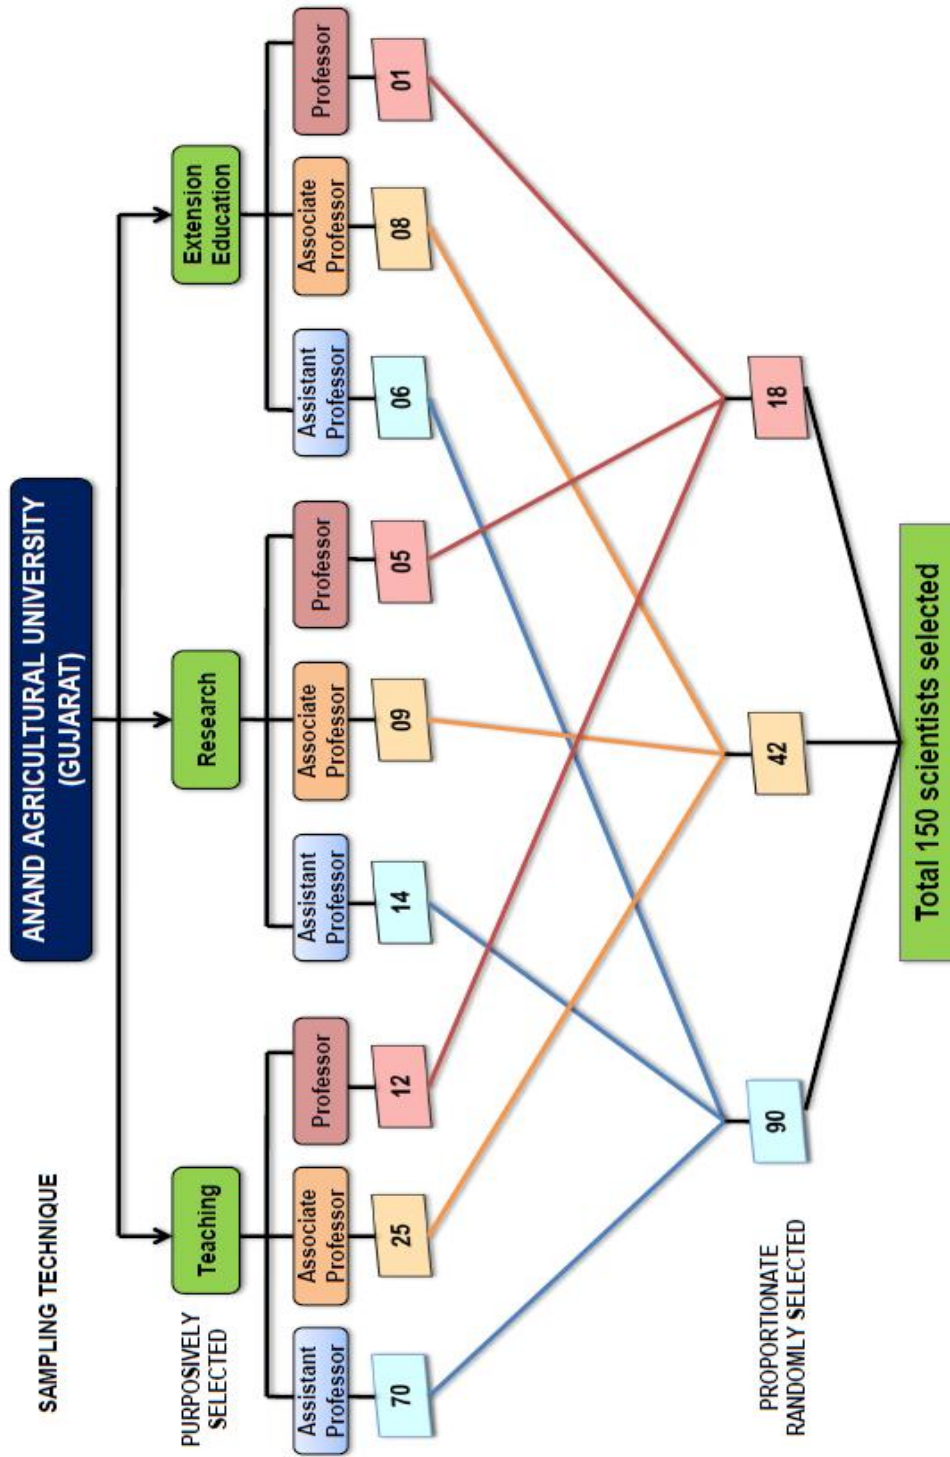 ANAND AGRICULTURAL UNIVERSITY
(GUJARAT)
SAMPLING TECHNIQUE
PURPOSIVELY
SELECTED
Teaching
Research
Extension
Education
Assistant
Professor
Associate
Professor
Professor
Assistant
Professor
Associate
Professor
Professor
Assistant
Professor
Associate
Professor
Professor
70
25
12
14
09
05
06
08
01
PROPORTIONATE
RANDOMLY SELECTED
90
42
18
Total 150 scientists selected